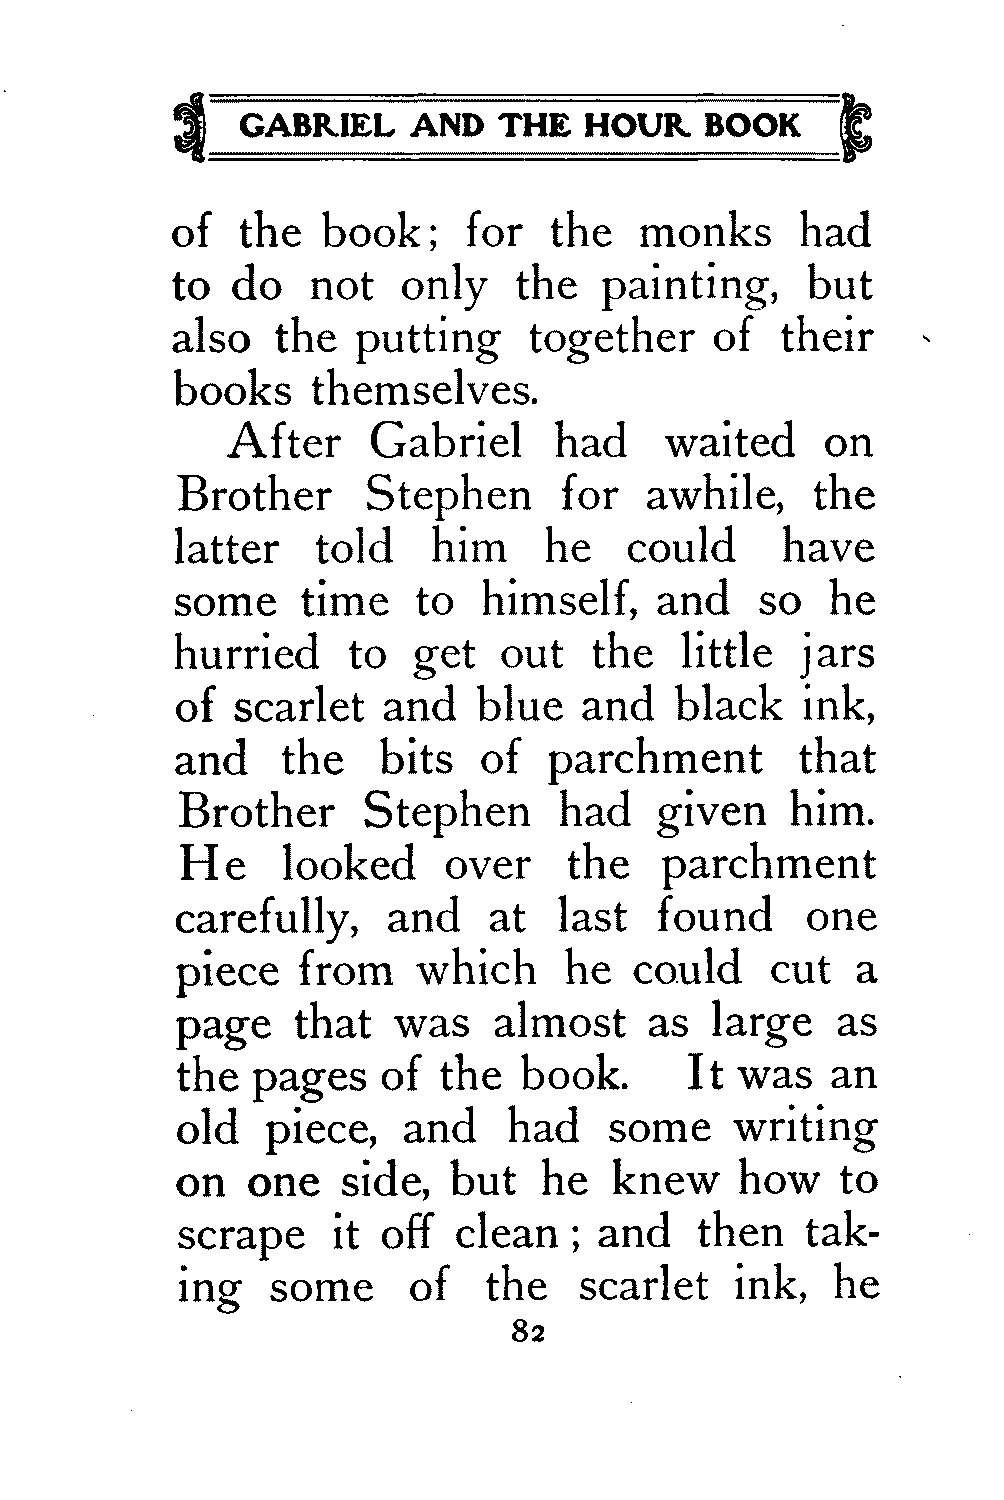 GABRIEL AND THE HOUR BOOK
of the book; for the monks had
to do not only the painting, but
also the putting together of their
books themselves.
After Gabriel had waited on
Brother Stephen for awhile, the
latter told him he could have
some time to himself, and so he
hurried to get out the little jars
of scarlet and blue and black ink,
and the bits of parchment that
Brother Stephen had given him.
He looked over the parchment
carefully, and at last found one
piece from which he could cut a
page that was almost as large as
the pages of the book. It was an
old piece, and had some writing
on one side, but he knew how to
scrape it off clean; and then tak-
ing some of the scarlet ink, he
82